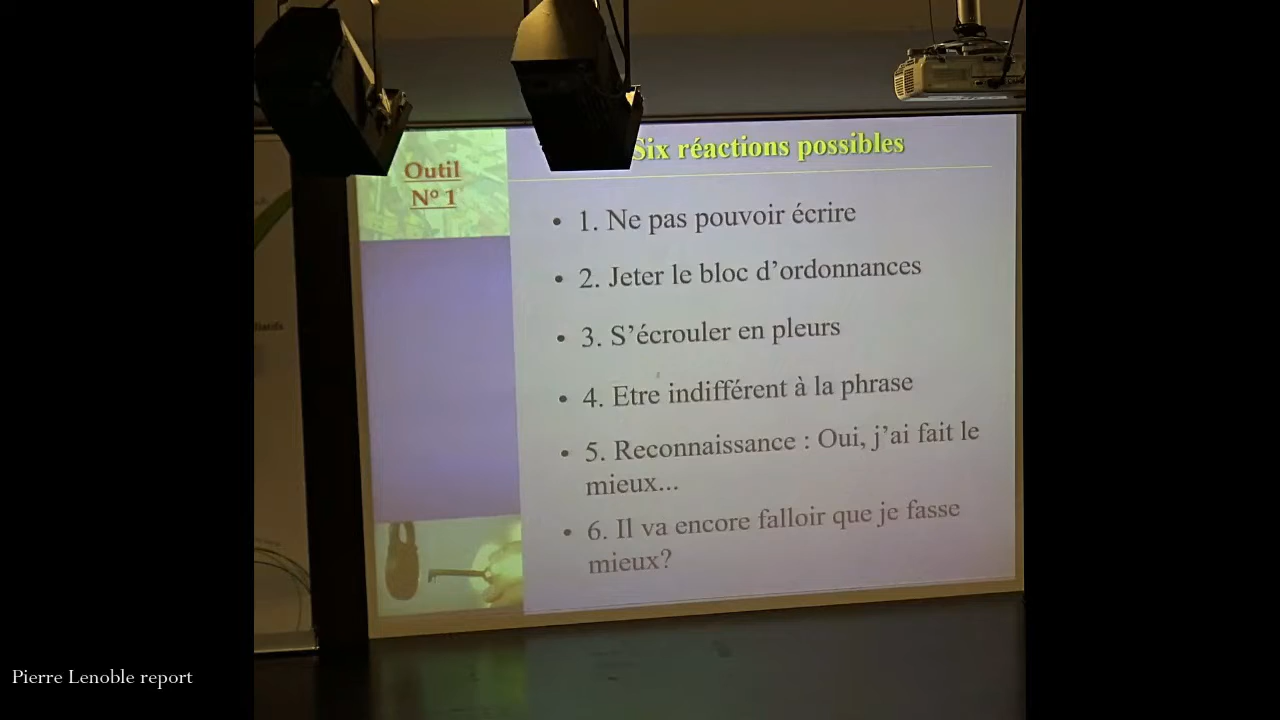 Outil
N° 1
Six réactions possibles
• 1. Ne pas pouvoir écrire
• 2. Jeter le bloc d’ordonnances
• 3. S’écrouler en pleurs
• 4. Etre indifférent à la phrase
• 5. Reconnaissance : Oui, j’ai fait le
mieux...
• 6. Il va encore falloir que je fasse
mieux?
Pierre Lenoble report